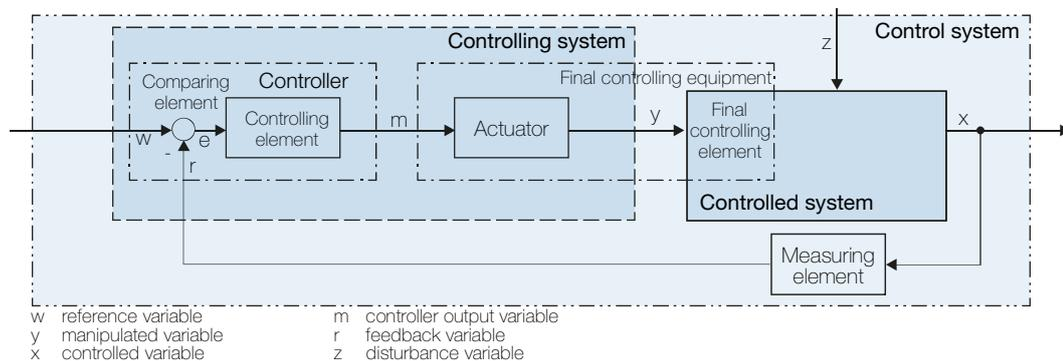 Control system
Controlling system
z
Final controlling equipment
Comparing
element
Controller
Controlling
element
Actuator
Final
controlling
element
w
e
m
y
x
-
r
Controlled system
Measuring
element
w reference variable
m controller output variable
y manipulated variable
r feedback variable
x controlled variable
z disturbance variable